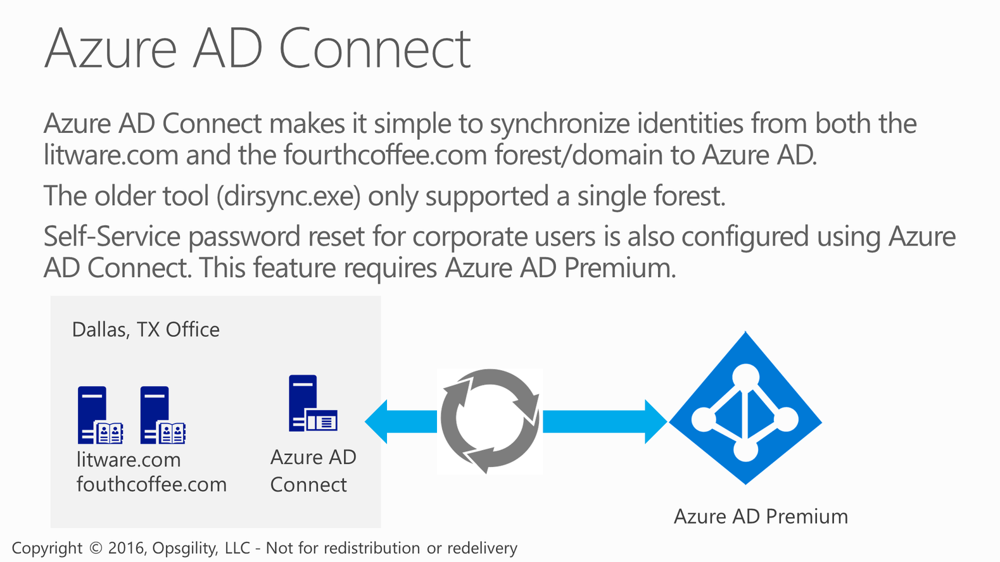 Azure AD Connect
Azure AD Connect makes it simple to synchronize identities from both the
litware.com and the fourthcoffee.com forest/domain to Azure AD.
The older tool (dirsync.exe) only supported a single forest.
Self-Service password reset for corporate users is also configured using Azure
AD Connect. This feature requires Azure AD Premium.
Dallas, TX Office
litware.com
fouthcoffee.com
Azure AD
Connect
Azure AD Premium
Copyright © 2016, Opsgility, LLC - Not for redistribution or redelivery